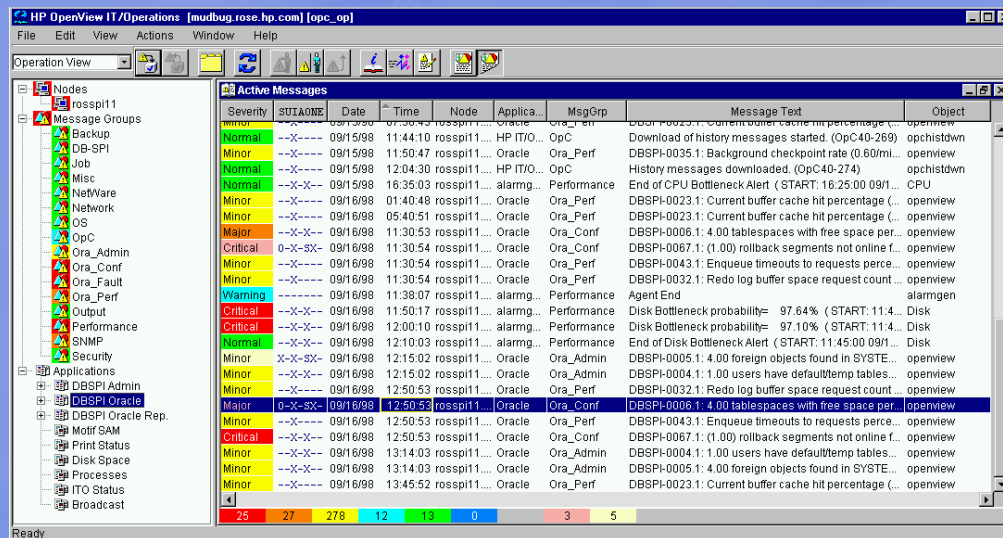 HP OpenView IT/Operations [mudbug.rose.hp.com] [opc_op]
File Edit View Actions Window Help
Operation View
Nodes
rosspi11
Message Groups
Backup
DB-SPI
Job
Misc
NetWare
Network
OS
OpC
Ora_Admin
Ora_Conf
Ora_Fault
Ora_Perf
Output
Performance
SNMP
Security
Applications
DBSPI Admin
DBSPI Oracle
DBSPI Oracle Rep.
Motif SAM
Print Status
Disk Space
Processes
ITO Status
Broadcast
Active Messages
Severity SUIAONE Date Time Node Applica... MsgGrp Message Text Object
Minor --X---- 09/15/98 07:50:43 rosspi11.... Oracle Ora_Perf DBSPI-0023.1: Current buffer cache hit percentage (... openview
Normal --X---- 09/15/98 11:44:10 rosspi11.... HP IT/O... OpC Download of history messages started. (OpC40-269) opchistdwn
Minor --X---- 09/15/98 11:50:47 rosspi11.... Oracle Ora_Perf DBSPI-0035.1: Background checkpoint rate (0.60/mi... openview
Normal --X---- 09/15/98 12:04:30 rosspi11.... HP IT/O... OpC History messages downloaded. (OpC40-274) opchistdwn
Normal --X-X-- 09/15/98 16:35:03 rosspi11.... alarmg... Performance End of CPU Bottleneck Alert ( START: 16:25:00 09/1... CPU
Minor --X---- 09/16/98 01:40:48 rosspi11.... Oracle Ora_Perf DBSPI-0023.1: Current buffer cache hit percentage (... openview
Minor --X---- 09/16/98 05:40:51 rosspi11.... Oracle Ora_Perf DBSPI-0023.1: Current buffer cache hit percentage (... openview
Major --X-X-- 09/16/98 11:30:53 rosspi11.... Oracle Ora_Conf DBSPI-0006.1: 4.00 tablespaces with free space per... openview
Critical O-X-SX- 09/16/98 11:30:54 rosspi11.... Oracle Ora_Conf DBSPI-0067.1: (1.00) rollback segments not online f... openview
Minor --X---- 09/16/98 11:30:54 rosspi11.... Oracle Ora_Perf DBSPI-0043.1: Enqueue timeouts to requests perce... openview
Minor --X-X-- 09/16/98 11:30:54 rosspi11.... Oracle Ora_Perf DBSPI-0032.1: Redo log buffer space request count ... openview
Warning ------- 09/16/98 11:38:07 rosspi11.... alarmg... Performance Agent End alarmgen
Critical --X-X-- 09/16/98 11:50:17 rosspi11.... alarmg... Performance Disk Bottleneck probability= 97.64% ( START: 11:4... Disk
Critical --X-X-- 09/16/98 12:00:10 rosspi11.... alarmg... Performance Disk Bottleneck probability= 97.10% ( START: 11:4... Disk
Normal --X-X-- 09/16/98 12:10:03 rosspi11.... alarmg... Performance End of Disk Bottleneck Alert ( START: 11:45:00 09/1... Disk
Minor X-X-SX- 09/16/98 12:15:02 rosspi11.... Oracle Ora_Admin DBSPI-0005.1: 4.00 foreign objects found in SYSTE... openview
Minor --X-X-- 09/16/98 12:15:02 rosspi11.... Oracle Ora_Admin DBSPI-0004.1: 1.00 users have default/temp tables... openview
Minor --X---- 09/16/98 12:50:53 rosspi11.... Oracle Ora_Perf DBSPI-0032.1: Redo log buffer space request count ... openview
Major O-X-SX- 09/16/98 12:50:53 rosspi11.... Oracle Ora_Conf DBSPI-0006.1: 4.00 tablespaces with free space per... openview
Minor --X---- 09/16/98 12:50:53 rosspi11.... Oracle Ora_Perf DBSPI-0043.1: Enqueue timeouts to requests perce... openview
Critical --X-X-- 09/16/98 12:50:53 rosspi11.... Oracle Ora_Conf DBSPI-0067.1: (1.00) rollback segments not online f... openview
Minor --X-X-- 09/16/98 13:14:03 rosspi11.... Oracle Ora_Admin DBSPI-0004.1: 1.00 users have default/temp tables... openview
Minor --X-X-- 09/16/98 13:14:03 rosspi11.... Oracle Ora_Admin DBSPI-0005.1: 4.00 foreign objects found in SYSTE... openview
Minor --X---- 09/16/98 13:45:52 rosspi11.... Oracle Ora_Perf DBSPI-0023.1: Current buffer cache hit percentage (... openview
25 27 278 12 13 0 3 5
Ready